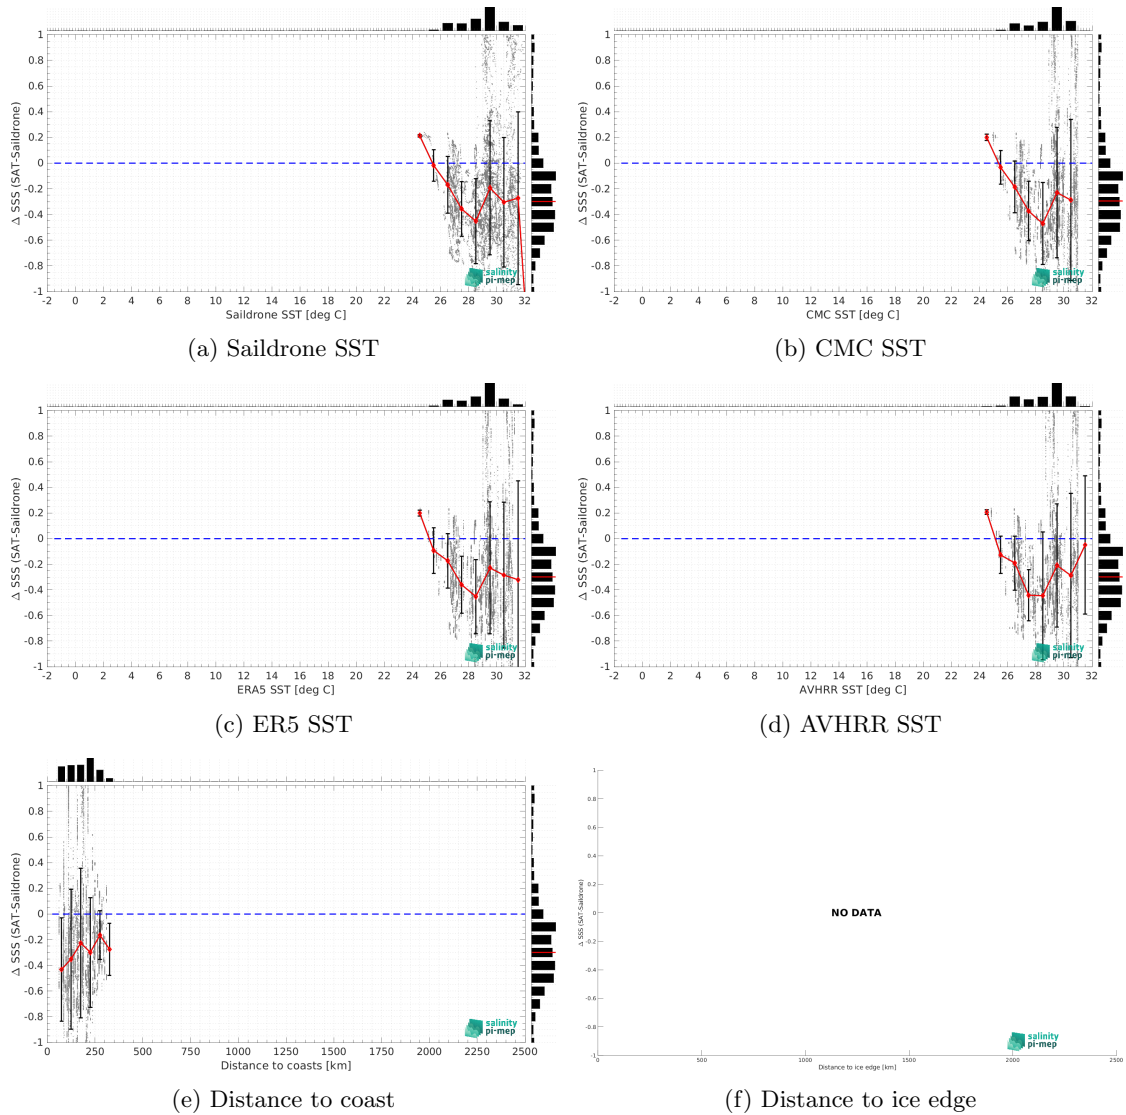 1
0.8
0.6
0.4
0.2
0
-0.2
-0.4
-0.6
-0.8
-1
Δ SSS (SAT-Saildrone)
-2 0 2 4 6 8 10 12 14 16 18 20 22 24 26 28 30 32
Saildrone SST [deg C]
salinity
pi-mep
(a) Saildrone SST
1
0.8
0.6
0.4
0.2
0
-0.2
-0.4
-0.6
-0.8
-1
Δ SSS (SAT-Saildrone)
-2 0 2 4 6 8 10 12 14 16 18 20 22 24 26 28 30 32
CMC SST [deg C]
salinity
pi-mep
(b) CMC SST
1
0.8
0.6
0.4
0.2
0
-0.2
-0.4
-0.6
-0.8
-1
Δ SSS (SAT-Saildrone)
-2 0 2 4 6 8 10 12 14 16 18 20 22 24 26 28 30 32
ERA5 SST [deg C]
salinity
pi-mep
(c) ER5 SST
1
0.8
0.6
0.4
0.2
0
-0.2
-0.4
-0.6
-0.8
-1
Δ SSS (SAT-Saildrone)
-2 0 2 4 6 8 10 12 14 16 18 20 22 24 26 28 30 32
AVHRR SST [deg C]
salinity
pi-mep
(d) AVHRR SST
1
0.8
0.6
0.4
0.2
0
-0.2
-0.4
-0.6
-0.8
-1
Δ SSS (SAT-Saildrone)
0 250 500 750 1000 1250 1500 1750 2000 2250 2500
Distance to coasts [km]
salinity
pi-mep
(e) Distance to coast
1
0.8
0.6
0.4
0.2
0
-0.2
-0.4
-0.6
-0.8
-1
Δ SSS (SAT-Saildrone)
NO DATA
0 500 1000 1500 2000 2500
Distance to ice edge [km]
salinity
pi-mep
(f) Distance to ice edge